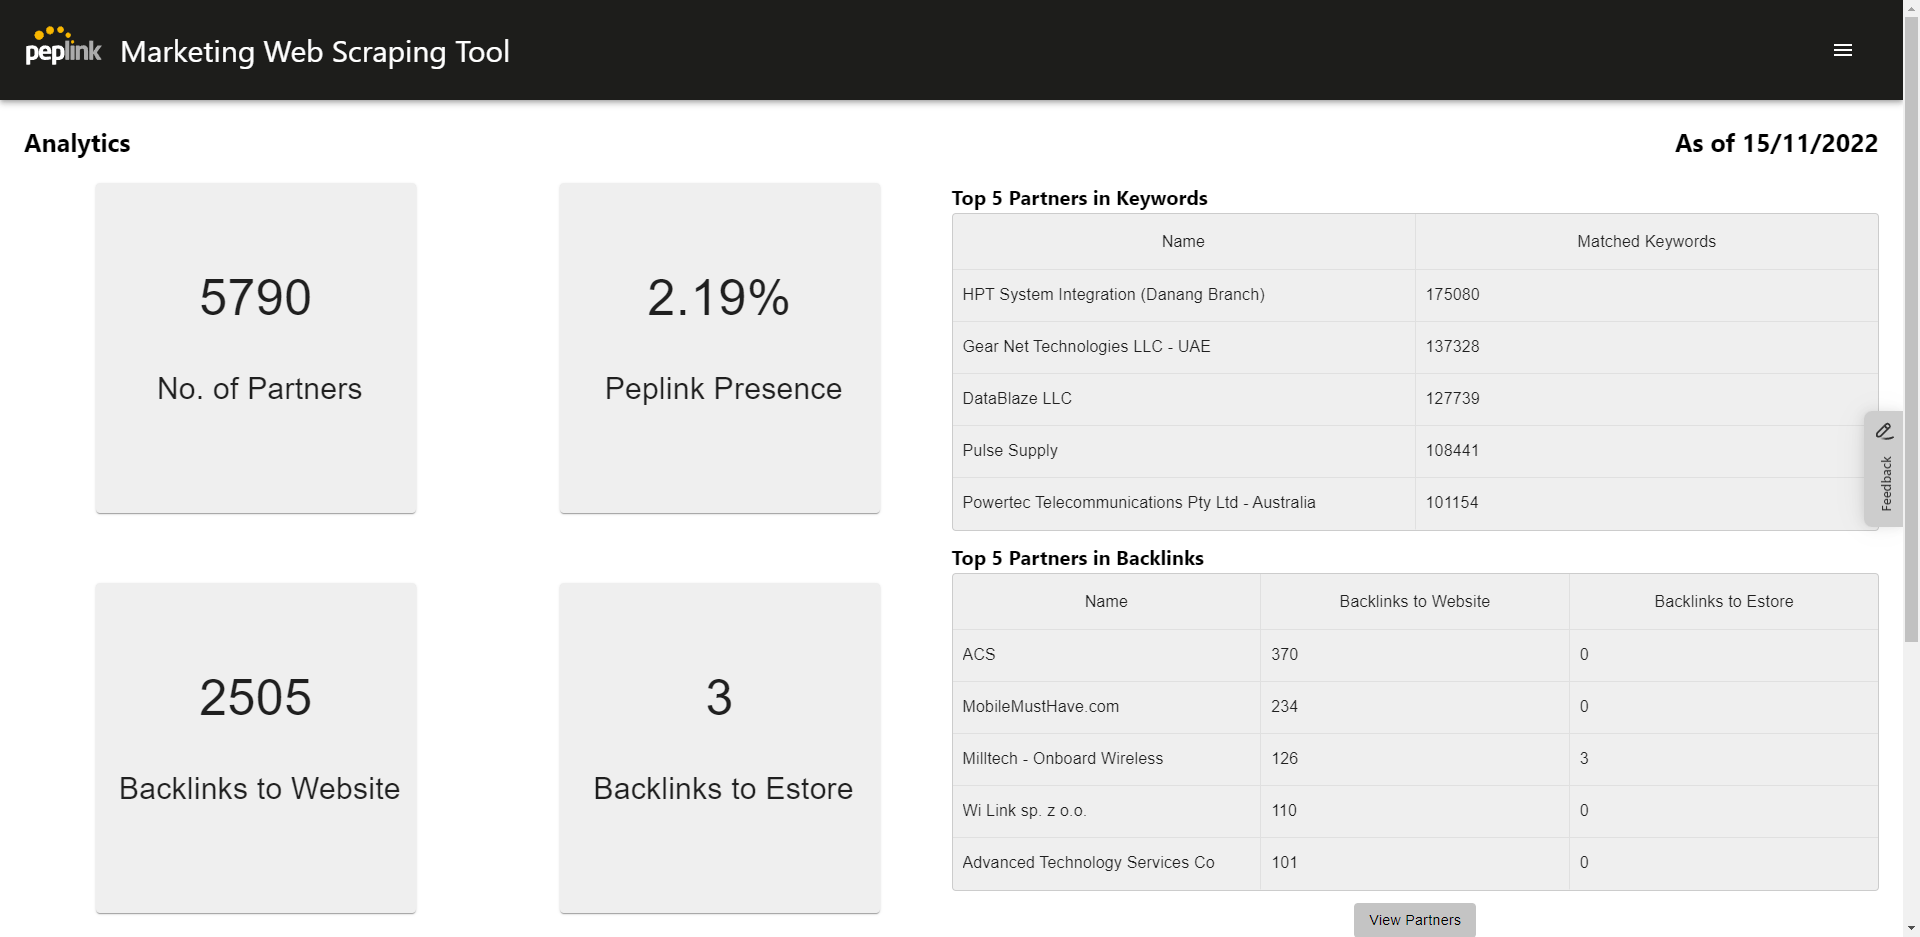 peplink Marketing Web Scraping Tool
Analytics
As of 15/11/2022
5790
No. of Partners
2.19%
Peplink Presence
2505
Backlinks to Website
3
Backlinks to Estore
Top 5 Partners in Keywords
Name Matched Keywords
HPT System Integration (Danang Branch) 175080
Gear Net Technologies LLC - UAE 137328
DataBlaze LLC 127739
Pulse Supply 108441
Powertec Telecommunications Pty Ltd - Australia 101154
Top 5 Partners in Backlinks
Name Backlinks to Website Backlinks to Estore
ACS 370 0
MobileMustHave.com 234 0
Milltech - Onboard Wireless 126 3
Wi Link sp. z o.o. 110 0
Advanced Technology Services Co 101 0
View Partners
Feedback